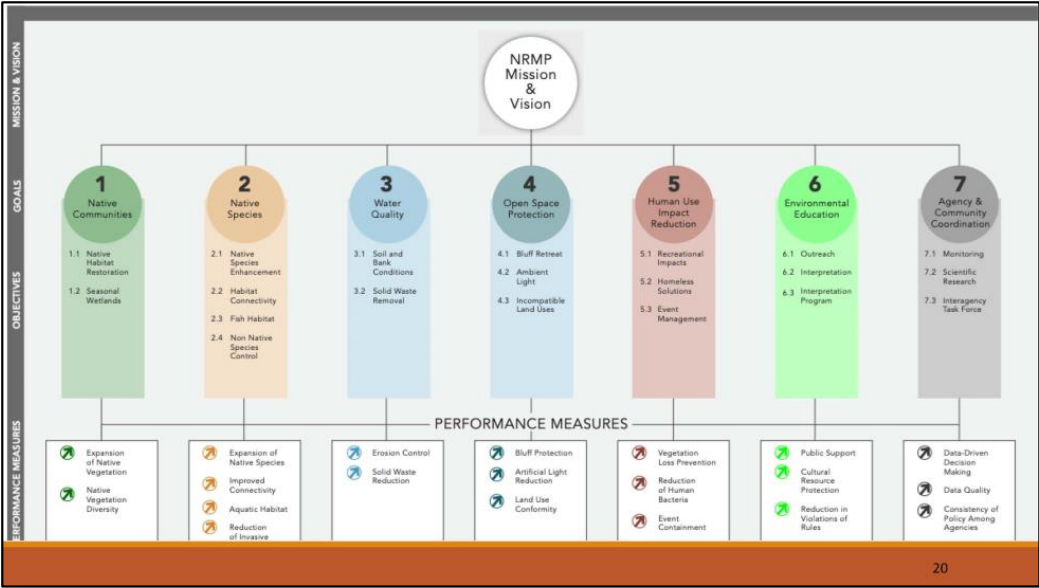 MISSION & VISION
NRMP
Mission
&
Vision
GOALS
1
Native
Communities
2
Native
Species
3
Water
Quality
4
Open Space
Protection
5
Human Use
Impact
Reduction
6
Environmental
Education
7
Agency &
Community
Coordination
OBJECTIVES
1.1 Native
Habitat
Restoration
1.2 Seasonal
Wetlands
2.1 Native
Species
Enhancement
2.2 Habitat
Connectivity
2.3 Fish Habitat
2.4 Non Native
Species
Control
3.1 Soil and
Bank
Conditions
3.2 Solid Waste
Removal
4.1 Bluff Retreat
4.2 Ambient
Light
4.3 Incompatible
Land Uses
5.1 Recreational
Impacts
5.2 Homeless
Solutions
5.3 Event
Management
6.1 Outreach
6.2 Interpretation
6.3 Interpretation
Program
7.1 Monitoring
7.2 Scientific
Research
7.3 Interagency
Task Force
PERFORMANCE MEASURES
ERFORMANCE MEASURES
Expansion
of Native
Vegetation
Native
Vegetation
Diversity
Expansion of
Native Species
Improved
Connectivity
Aquatic Habitat
Reduction
of Invasive
Erosion Control
Solid Waste
Reduction
Bluff Protection
Artificial Light
Reduction
Land Use
Conformity
Vegetation
Loss Prevention
Reduction
of Human
Bacteria
Event
Containment
Public Support
Cultural
Resource
Protection
Reduction in
Violations of
Rules
Data-Driven
Decision
Making
Data Quality
Consistency of
Policy Among
Agencies
20